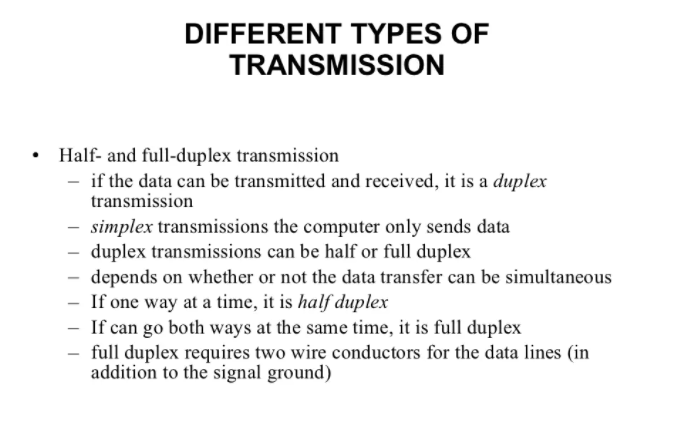 DIFFERENT TYPES OF
TRANSMISSION
• Half- and full-duplex transmission
– if the data can be transmitted and received, it is a duplex
transmission
– simplex transmissions the computer only sends data
– duplex transmissions can be half or full duplex
– depends on whether or not the data transfer can be simultaneous
– If one way at a time, it is half duplex
– If can go both ways at the same time, it is full duplex
– full duplex requires two wire conductors for the data lines (in
addition to the signal ground)